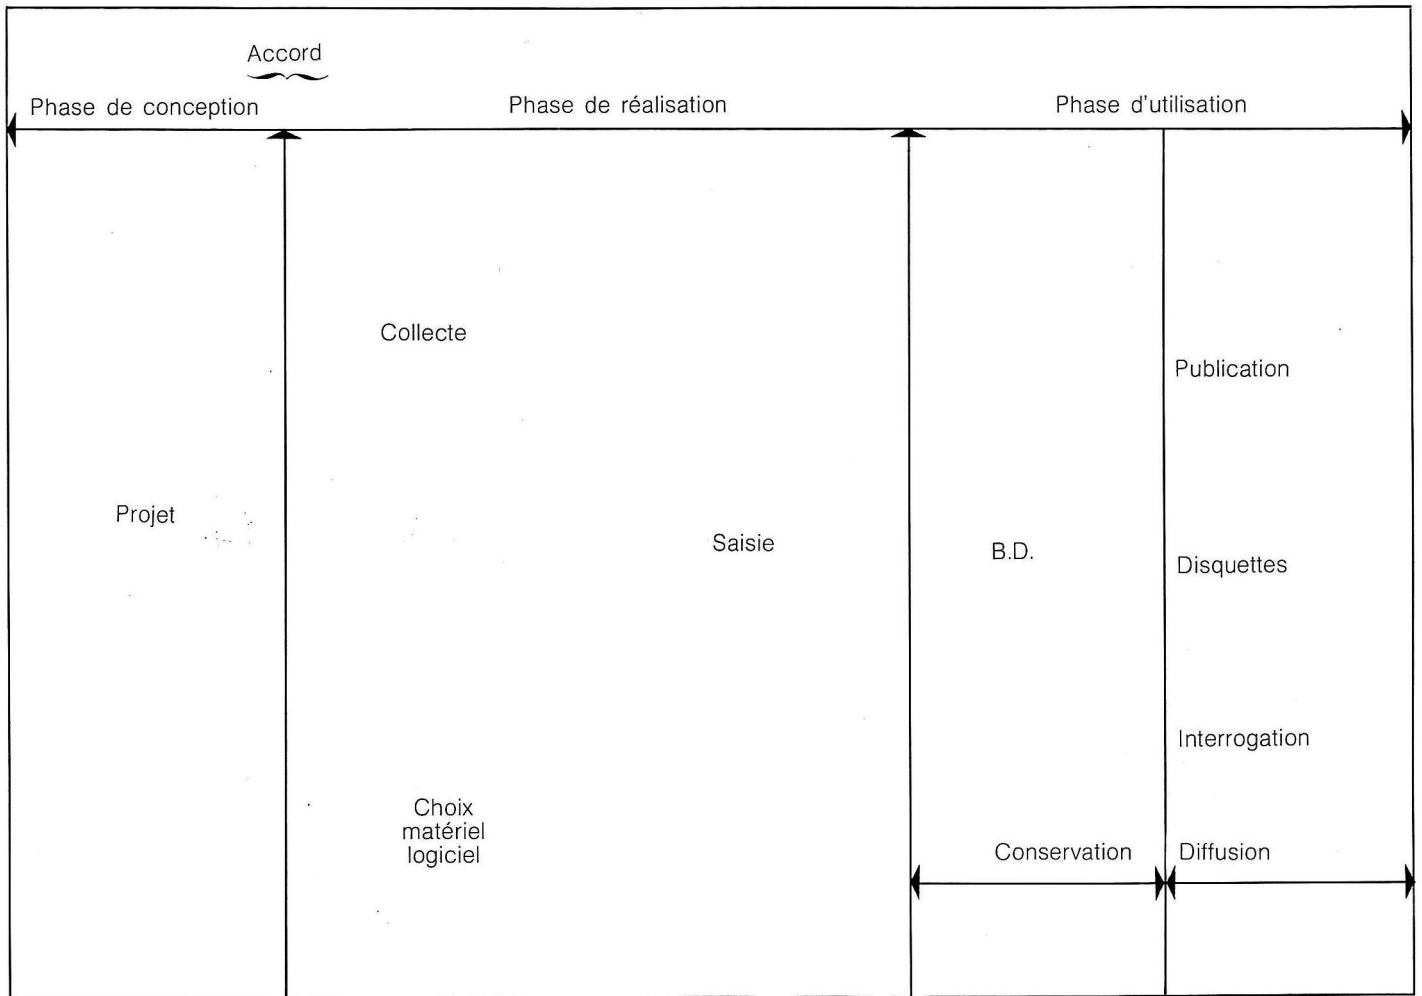 Accord
Phase de conception
Phase de réalisation
Phase d'utilisation
Collecte
Publication
Projet
Saisie
B.D.
Disquettes
Interrogation
Choix
matériel
logiciel
Conservation
Diffusion